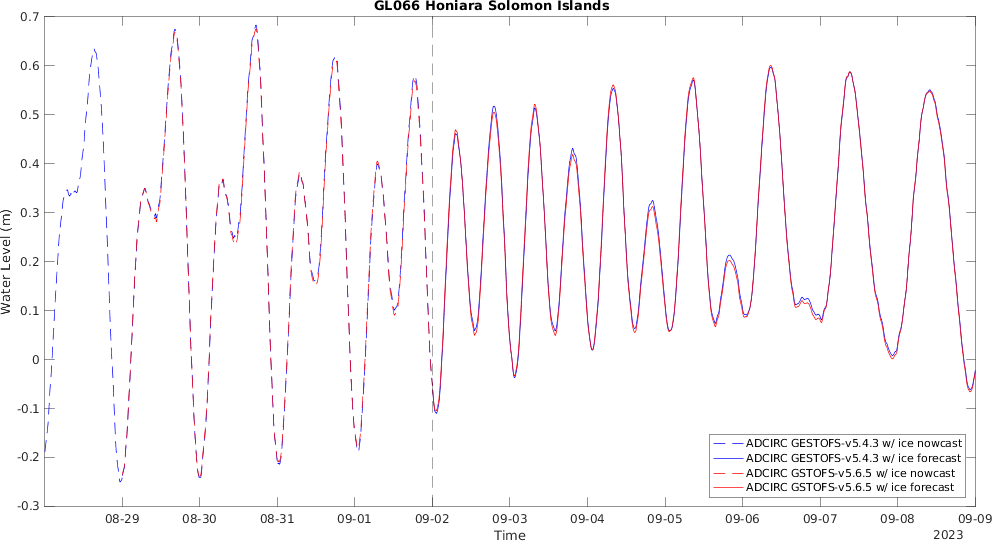 GL066 Honiara Solomon Islands
0.7
0.6
0.5
0.4
0.3
0.2
0.1
0
-0.1
-0.2
-0.3
Water Level (m)
ADCIRC GESTOFS-v5.4.3 w/ ice nowcast
ADCIRC GESTOFS-v5.4.3 w/ ice forecast
ADCIRC GSTOFS-v5.6.5 w/ ice nowcast
ADCIRC GSTOFS-v5.6.5 w/ ice forecast
08-29 08-30 08-31 09-01 09-02 09-03 09-04 09-05 09-06 09-07 09-08 09-09
Time
2023